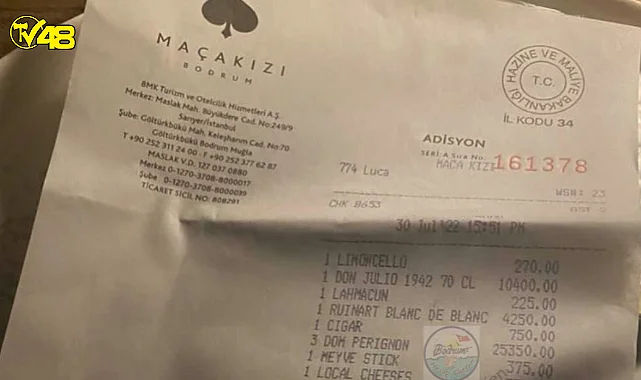 TV48
MAÇAKIZI
BODRUM
BMK Turizm ve Otelcilik Hizmetleri A.Ş.
Merkez: Maslak Mah. Büyükdere Cad. No:249/9
Sarıyer/İstanbul
Şube: Göltürkbükü Mah. Keleşharım Cad. No:70
Göltürkbükü Bodrum Muğla
T +90 252 311 24 00 · F +90 252 377 62 87
MASLAK V.D. 127 037 0880
Merkez 0-1270-3708-8000017
Şube 0-1270-3708-8000039
TİCARET SİCİL NO: 808291
HAZİNE VE MALİYE BAKANLIĞI
T.C.
İL KODU 34
ADİSYON
SERİ:A Sıra No: 161378
774 Luca MACA KIZI
WS#: 23
CHK 8653
30 Jul'22 15:51 PM
1 LIMONCELLO 270.00
1 DON JULIO 1942 70 CL 10400.00
1 LAHMACUN 225.00
1 RUINART BLANC DE BLANC 4250.00
1 CIGAR 750.00
3 DOM PERIGNON 25350.00
1 MEYVE STICK 375.00
1 LOCAL CHEESES
Bodrum